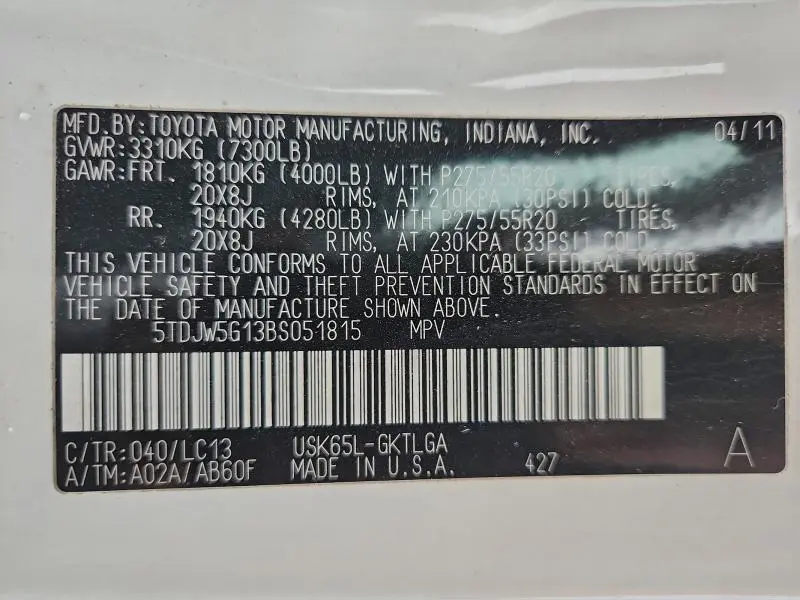 MFD.BY:TOYOTA MOTOR MANUFACTURING, INDIANA, INC. 04/11
GVWR:3310KG (7300LB)
GAWR:FRT. 1810KG (4000LB) WITH P275/55R20 TIRES,
20X8J RIMS, AT 210KPA (30PSI) COLD.
RR. 1940KG (4280LB) WITH P275/55R20 TIRES,
20X8J RIMS, AT 230KPA (33PSI) COLD.
THIS VEHICLE CONFORMS TO ALL APPLICABLE FEDERAL MOTOR
VEHICLE SAFETY AND THEFT PREVENTION STANDARDS IN EFFECT ON
THE DATE OF MANUFACTURE SHOWN ABOVE.
5TDJW5G13BS051815 MPV
C/TR:040/LC13 USK65L-GKTLGA A
A/TM:A02A/AB60F MADE IN U.S.A. 427